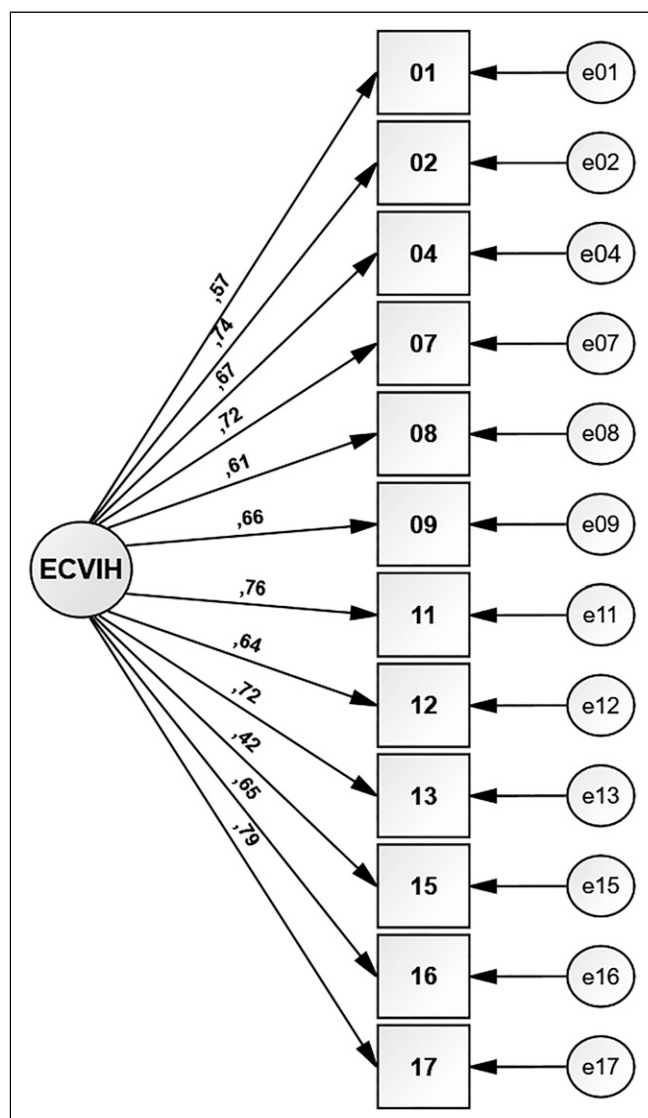 01 e01
02 e02
04 e04
,57
,74
,67
07 e07
,72
08 e08
,61
,66
09 e09
ECVIH
,76
11 e11
,64
12 e12
,72
13 e13
,42
,65
15 e15
,79
16 e16
17 e17